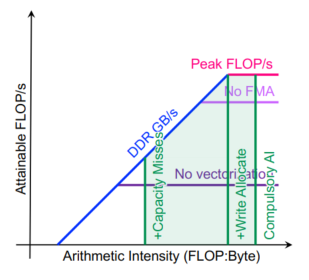 Peak FLOP/s
No FMA
DDR GB/s
No vectorization
+Capacity Misses
+Write Allocate
Compulsory AI
Attainable FLOP/s
Arithmetic Intensity (FLOP:Byte)